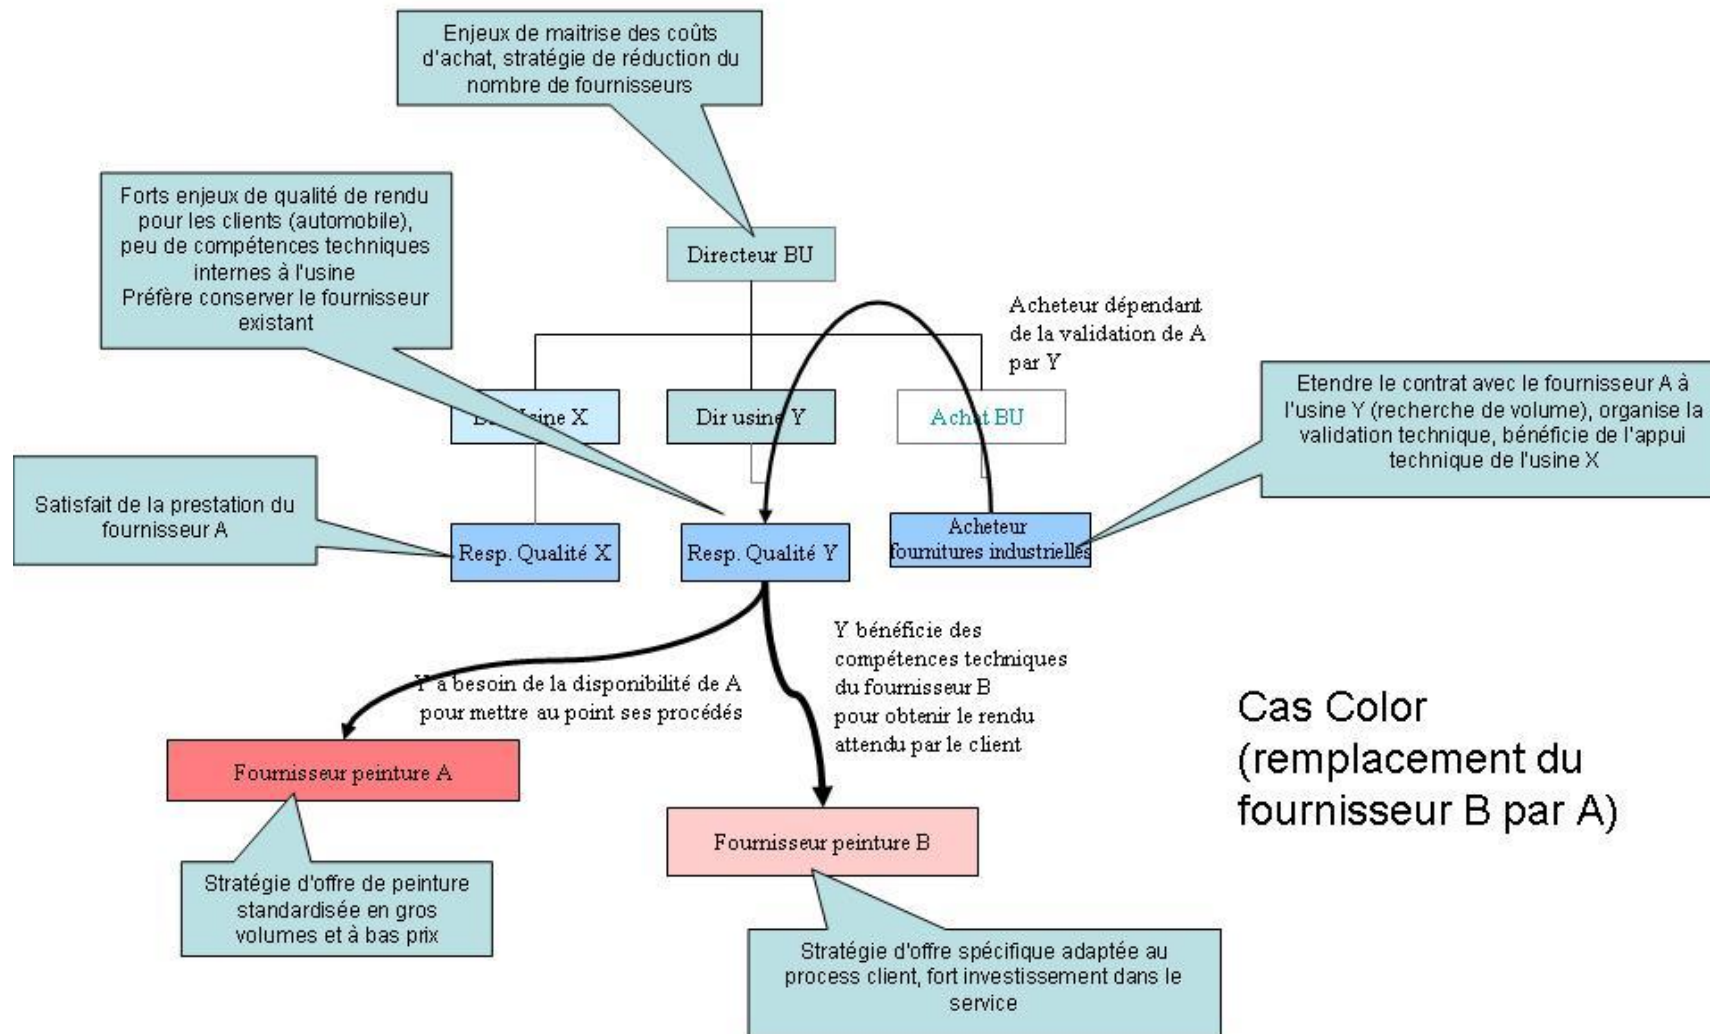 Enjeux de maitrise des coûts
d'achat, stratégie de réduction du
nombre de fournisseurs
Forts enjeux de qualité de rendu
pour les clients (automobile),
peu de compétences techniques
internes à l'usine
Préfère conserver le fournisseur
existant
Directeur BU
Acheteur dépendant
de la validation de A
par Y
Usine X
Dir usine Y
Achat BU
Etendre le contrat avec le fournisseur A à
l'usine Y (recherche de volume), organise la
validation technique, bénéficie de l'appui
technique de l'usine X
Satisfait de la prestation du
fournisseur A
Resp. Qualité X
Resp. Qualité Y
Acheteur
fournitures industrielles
Y a besoin de la disponibilité de A
pour mettre au point ses procédés
Y bénéficie des
compétences techniques
du fournisseur B
pour obtenir le rendu
attendu par le client
Cas Color
(remplacement du
fournisseur B par A)
Fournisseur peinture A
Fournisseur peinture B
Stratégie d'offre de peinture
standardisée en gros
volumes et à bas prix
Stratégie d'offre spécifique adaptée au
process client, fort investissement dans le
service